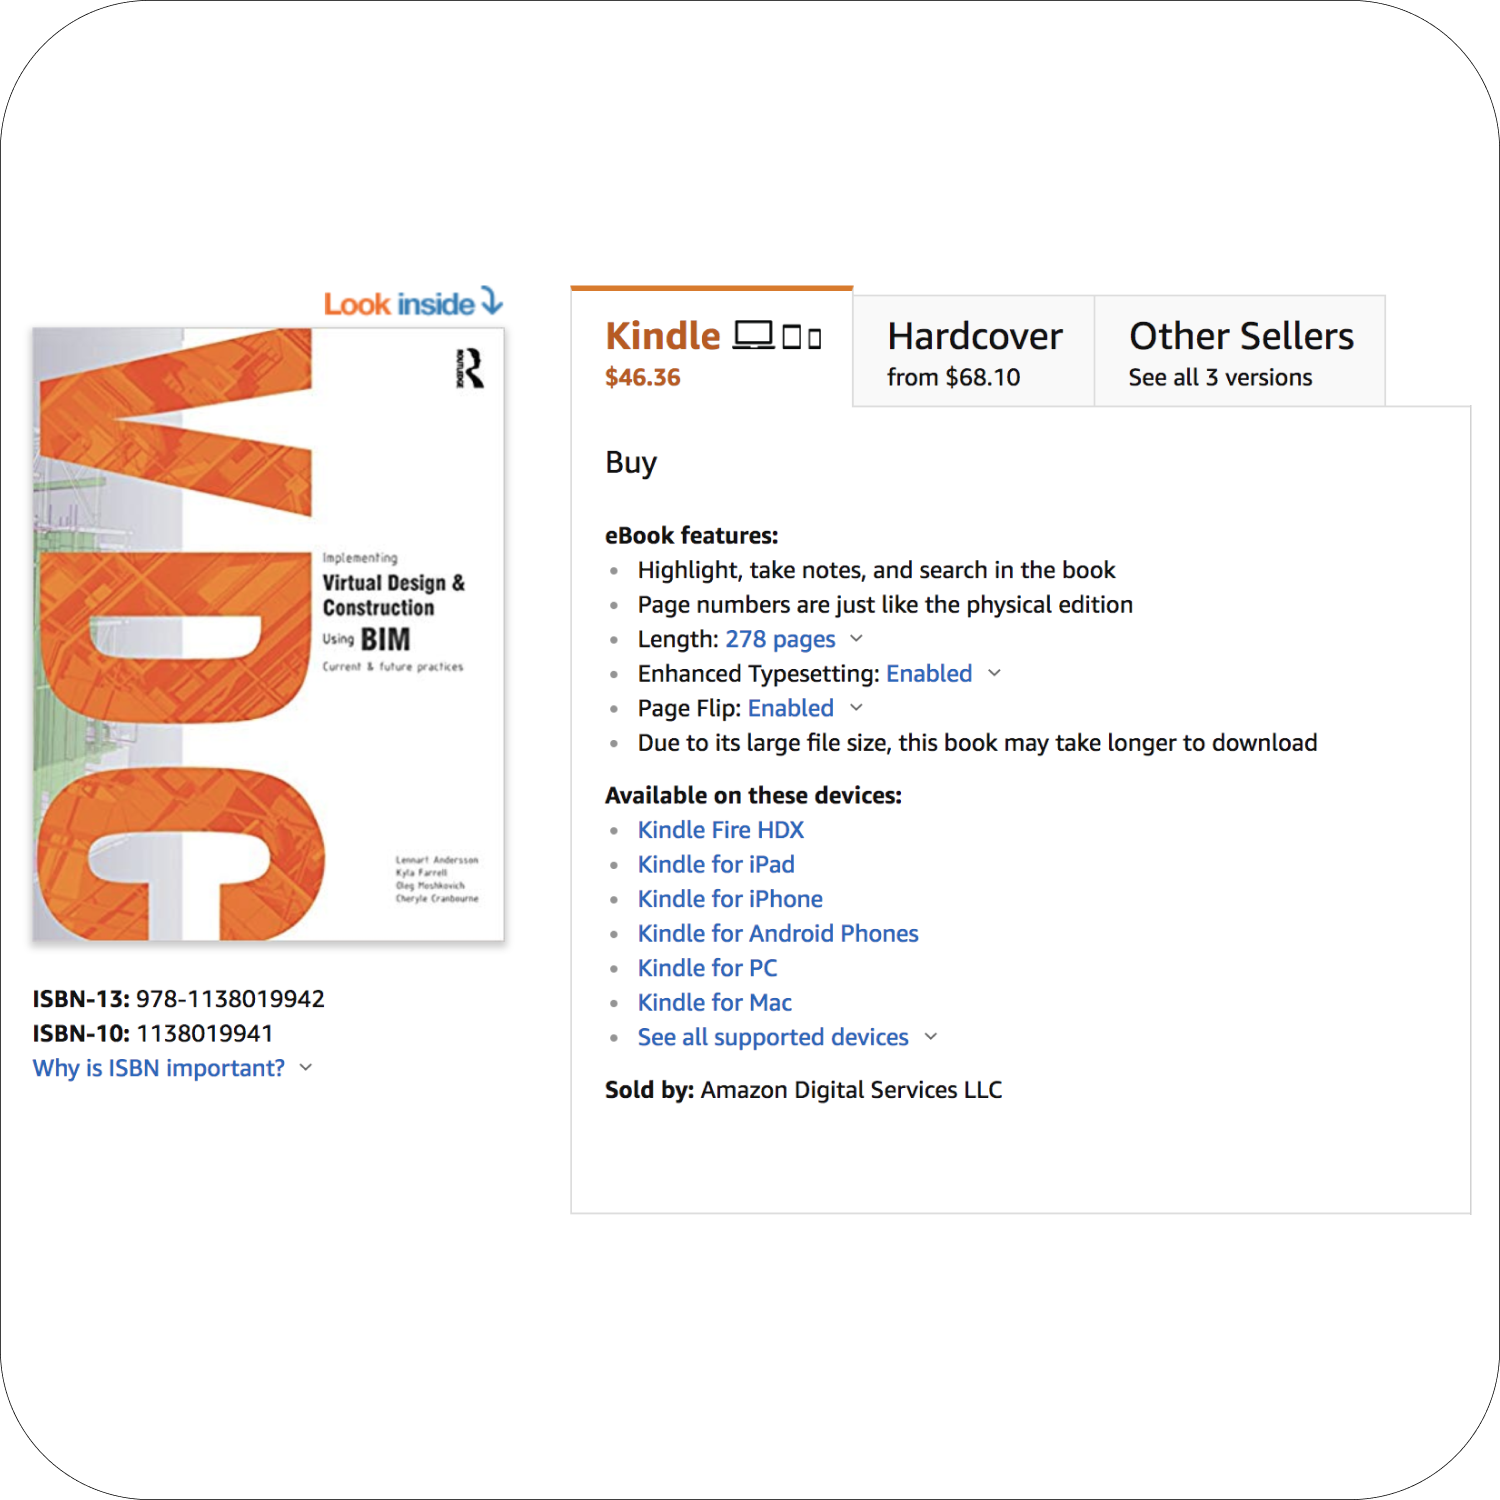 Look inside
ROUTLEDGE
VDC
Implementing
Virtual Design &
Construction
Using BIM
Current & future practices
Lennart Andersson
Kyla Farrell
Oleg Moshkovich
Cheryle Cranbourne
ISBN-13: 978-1138019942
ISBN-10: 1138019941
Why is ISBN important?
Kindle
$46.36
Hardcover
from $68.10
Other Sellers
See all 3 versions
Buy
eBook features:
• Highlight, take notes, and search in the book
• Page numbers are just like the physical edition
• Length: 278 pages
• Enhanced Typesetting: Enabled
• Page Flip: Enabled
• Due to its large file size, this book may take longer to download
Available on these devices:
• Kindle Fire HDX
• Kindle for iPad
• Kindle for iPhone
• Kindle for Android Phones
• Kindle for PC
• Kindle for Mac
• See all supported devices
Sold by: Amazon Digital Services LLC